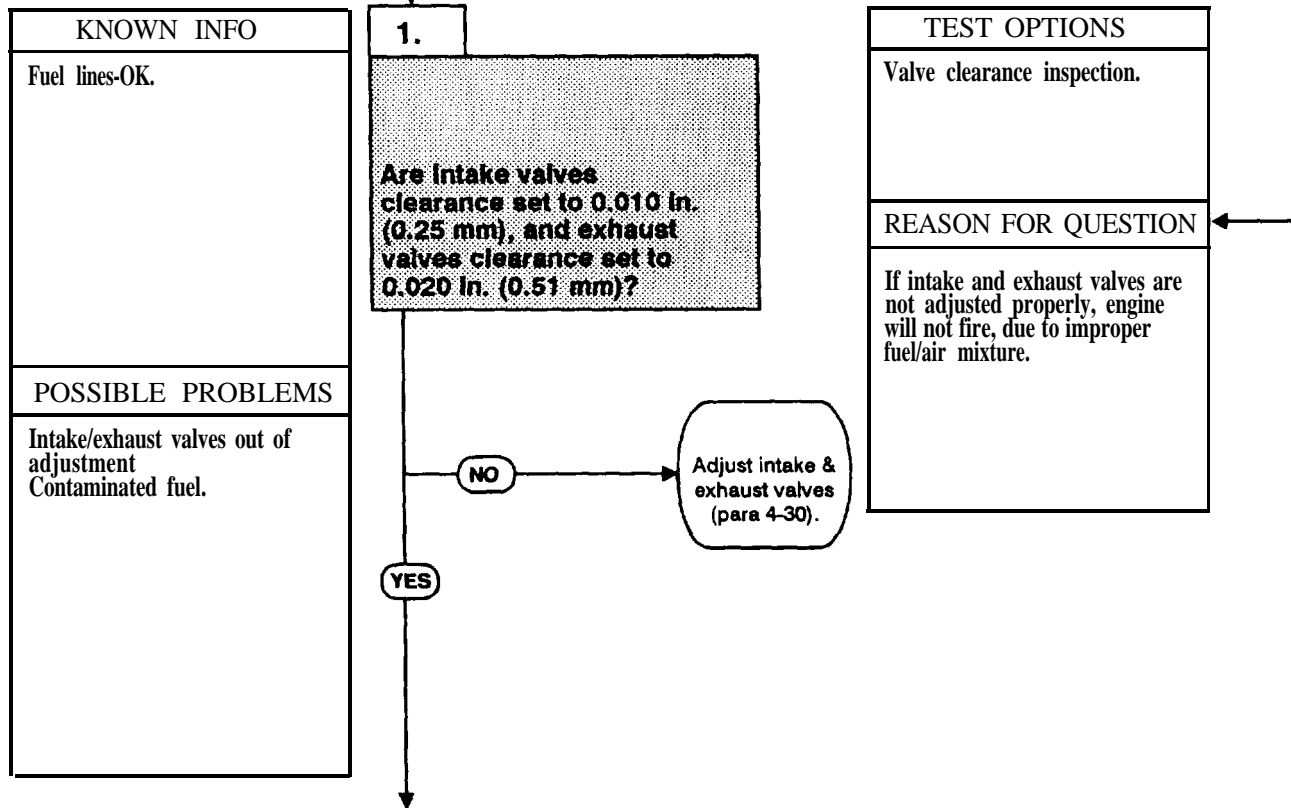 KNOWN INFO
Fuel lines-OK.
POSSIBLE PROBLEMS
Intake/exhaust valves out of
adjustment
Contaminated fuel.
1.
Are intake valves
clearance set to 0.010 in.
(0.25 mm), and exhaust
valves clearance set to
0.020 in. (0.51 mm)?
NO
Adjust intake &
exhaust valves
(para 4-30).
YES
TEST OPTIONS
Valve clearance inspection.
REASON FOR QUESTION
If intake and exhaust valves are
not adjusted properly, engine
will not fire, due to improper
fuel/air mixture.